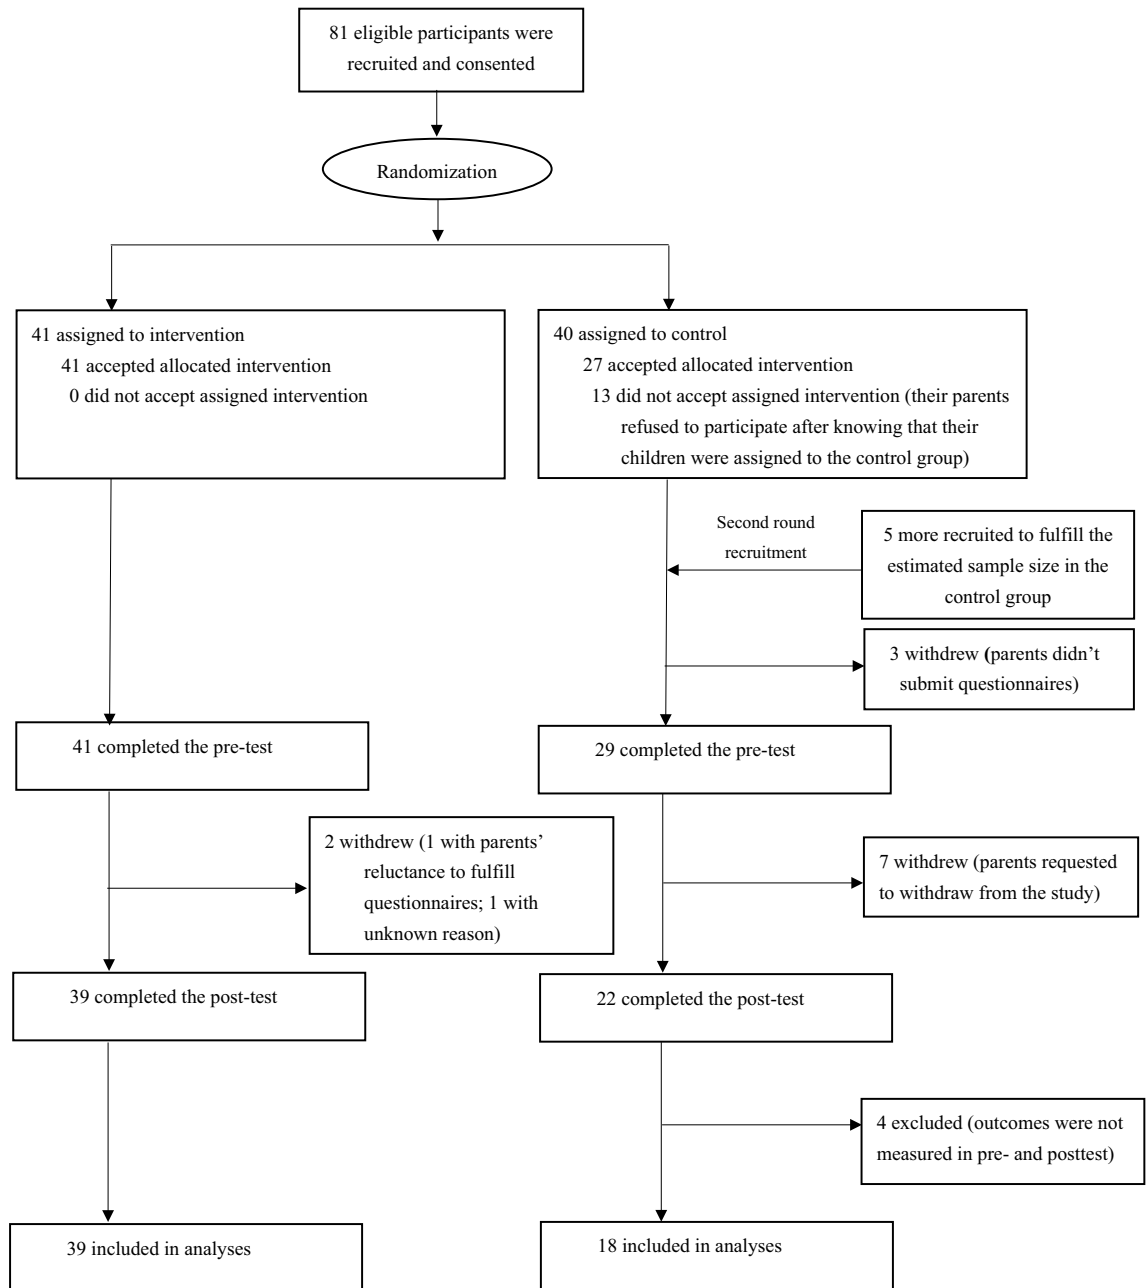 81 eligible participants were
recruited and consented
Randomization
41 assigned to intervention
41 accepted allocated intervention
0 did not accept assigned intervention
40 assigned to control
27 accepted allocated intervention
13 did not accept assigned intervention (their parents
refused to participate after knowing that their
children were assigned to the control group)
Second round
recruitment
5 more recruited to fulfill the
estimated sample size in the
control group
3 withdrew (parents didn’t
submit questionnaires)
41 completed the pre-test
29 completed the pre-test
2 withdrew (1 with parents’
reluctance to fulfill
questionnaires; 1 with
unknown reason)
7 withdrew (parents requested
to withdraw from the study)
39 completed the post-test
22 completed the post-test
4 excluded (outcomes were not
measured in pre- and posttest)
39 included in analyses
18 included in analyses